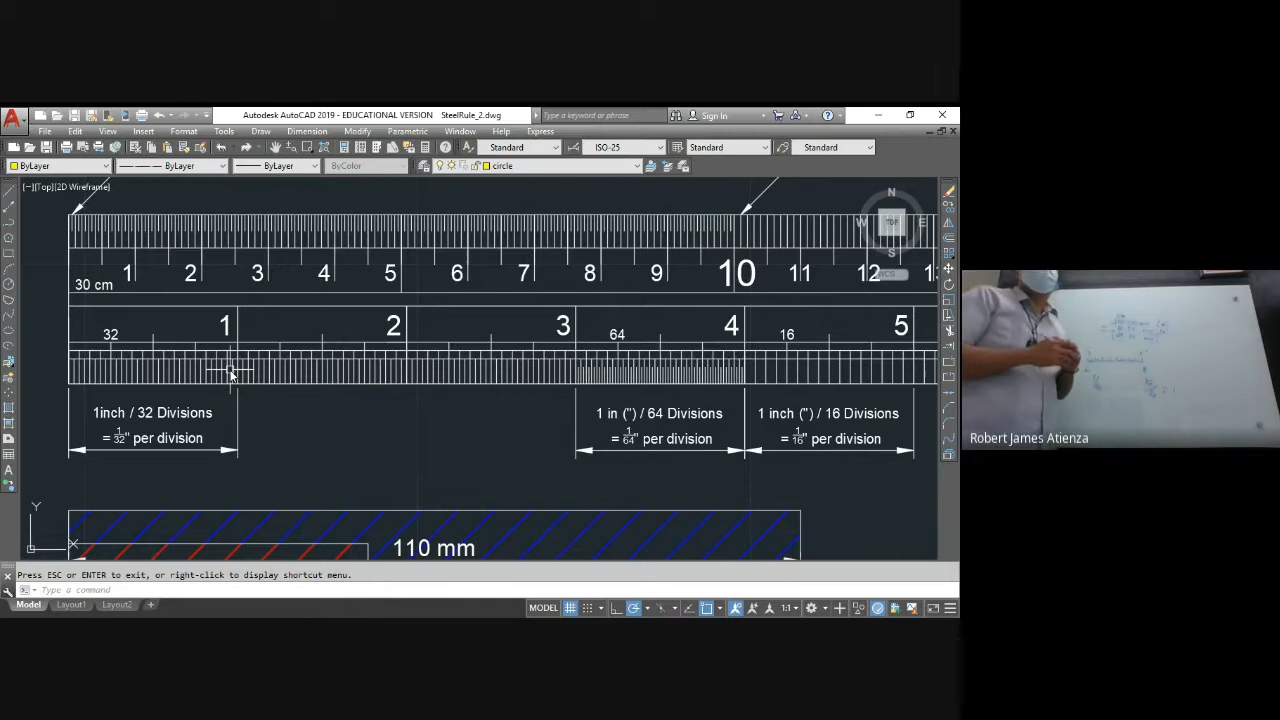 Autodesk AutoCAD 2019 - EDUCATIONAL VERSION SteelRule_2.dwg
Type a keyword or phrase
Sign In
File Edit View Insert Format Tools Draw Dimension Modify Parametric Window Help Express
Standard ISO-25 Standard Standard
ByLayer ByLayer ByLayer ByColor circle
[−][Top][2D Wireframe]
N
W TOP E
S
WCS
1 2 3 4 5 6 7 8 9 10 11 12 13
30 cm
32 1 2 3 64 4 16 5
1inch / 32 Divisions
= 1/32" per division
1 in (") / 64 Divisions
= 1/64" per division
1 inch (") / 16 Divisions
= 1/16" per division
110 mm
Y
X
Press ESC or ENTER to exit, or right-click to display shortcut menu.
Type a command
Model Layout1 Layout2 +
MODEL 1:1
Robert James Atienza